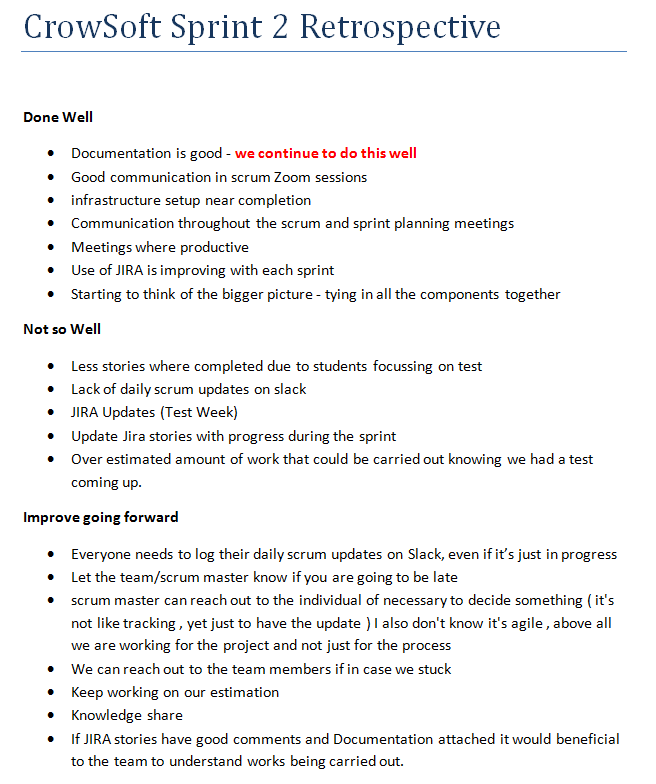 CrowSoft Sprint 2 Retrospective
Done Well
• Documentation is good - we continue to do this well
• Good communication in scrum Zoom sessions
• infrastructure setup near completion
• Communication throughout the scrum and sprint planning meetings
• Meetings where productive
• Use of JIRA is improving with each sprint
• Starting to think of the bigger picture - tying in all the components together
Not so Well
• Less stories where completed due to students focussing on test
• Lack of daily scrum updates on slack
• JIRA Updates (Test Week)
• Update Jira stories with progress during the sprint
• Over estimated amount of work that could be carried out knowing we had a test
coming up.
Improve going forward
• Everyone needs to log their daily scrum updates on Slack, even if it’s just in progress
• Let the team/scrum master know if you are going to be late
• scrum master can reach out to the individual of necessary to decide something ( it's
not like tracking , yet just to have the update ) I also don't know it's agile , above all
we are working for the project and not just for the process
• We can reach out to the team members if in case we stuck
• Keep working on our estimation
• Knowledge share
• If JIRA stories have good comments and Documentation attached it would beneficial
to the team to understand works being carried out.